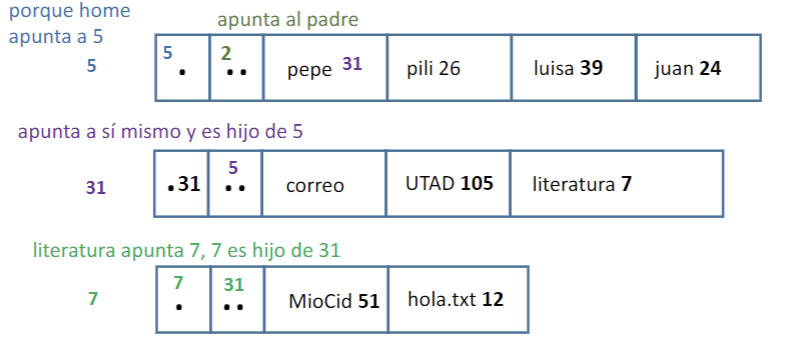 porque home
apunta a 5
apunta al padre
5
5 .
2 ..
pepe 31
pili 26
luisa 39
juan 24
apunta a sí mismo y es hijo de 5
31
.31
5 ..
correo
UTAD 105
literatura 7
literatura apunta 7, 7 es hijo de 31
7
7 .
31 ..
MioCid 51
hola.txt 12